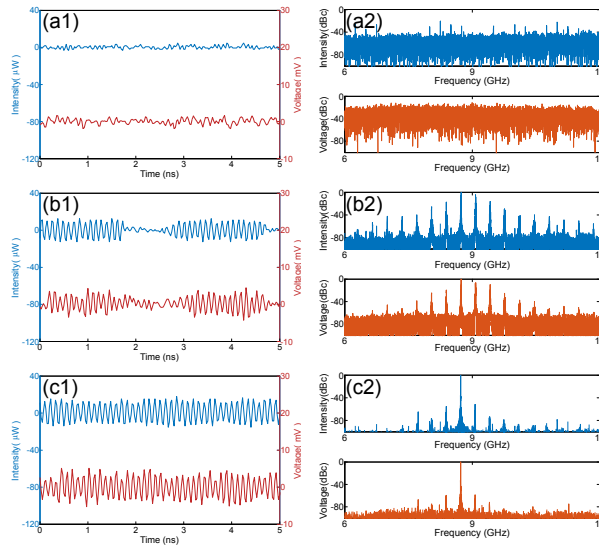 (a1)
40
0
-40
-80
-120
Intensity( μW)
30
20
10
0
-10
Voltage( mV)
0 1 2 3 4 5
Time (ns)
(a2)
0
-40
-80
Intensity( dBc)
6 9 1
Frequency (GHz)
0
-40
-80
Voltage(dBc)
6 9 1
Frequency (GHz)
(b1)
40
0
-40
-80
-120
Intensity( μW)
30
20
10
0
-10
Voltage( mV)
0 1 2 3 4 5
Time (ns)
(b2)
0
-40
-80
Intensity(dBc)
6 9 1
Frequency (GHz)
0
-40
-80
Voltage(dBc)
6 9 1
Frequency (GHz)
(c1)
40
0
-40
-80
-120
Intensity( μW)
30
20
10
0
-10
Voltage( mV)
0 1 2 3 4 5
Time (ns)
(c2)
0
-40
-80
Intensity(dBc)
6 9 1
Frequency (GHz)
0
-40
-80
Voltage(dBc)
6 9 1
Frequency (GHz)